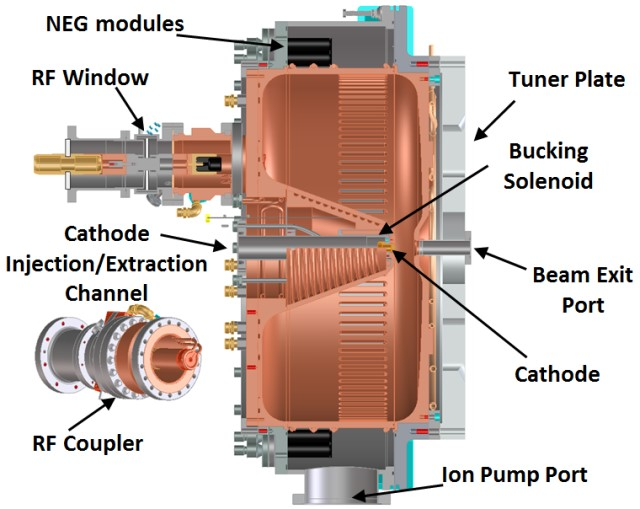 NEG modules
RF Window
Tuner Plate
Bucking
Solenoid
Cathode
Injection/Extraction
Channel
Beam Exit
Port
Cathode
RF Coupler
Ion Pump Port